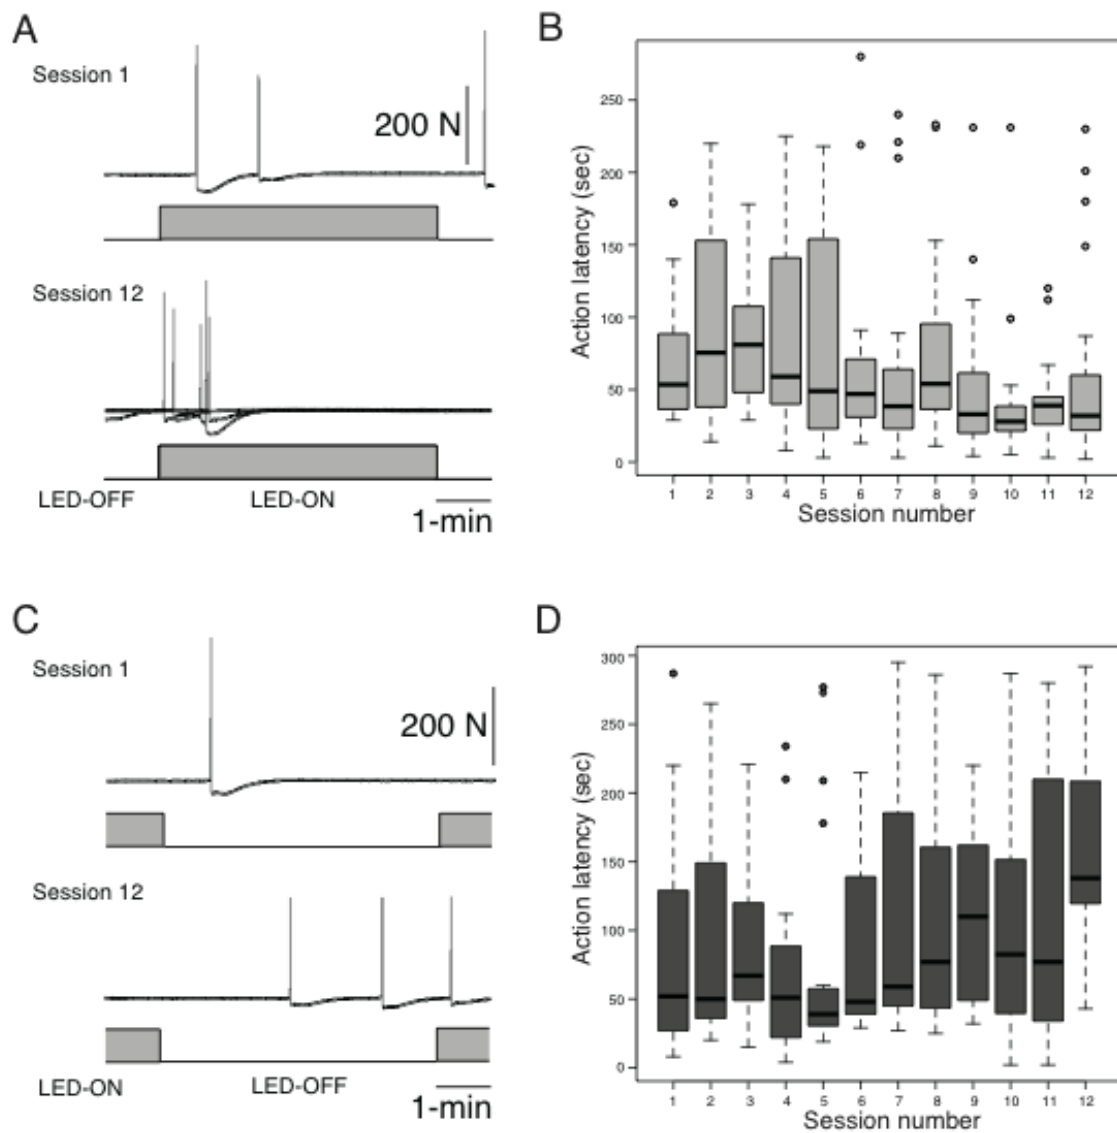 A
Session 1
200 N
Session 12
LED-OFF LED-ON
1-min
B
Action latency (sec)
250
200
150
100
50
0
1 2 3 4 5 6 7 8 9 10 11 12
Session number
C
Session 1
200 N
Session 12
LED-ON LED-OFF
1-min
D
Action latency (sec)
300
250
200
150
100
50
0
1 2 3 4 5 6 7 8 9 10 11 12
Session number